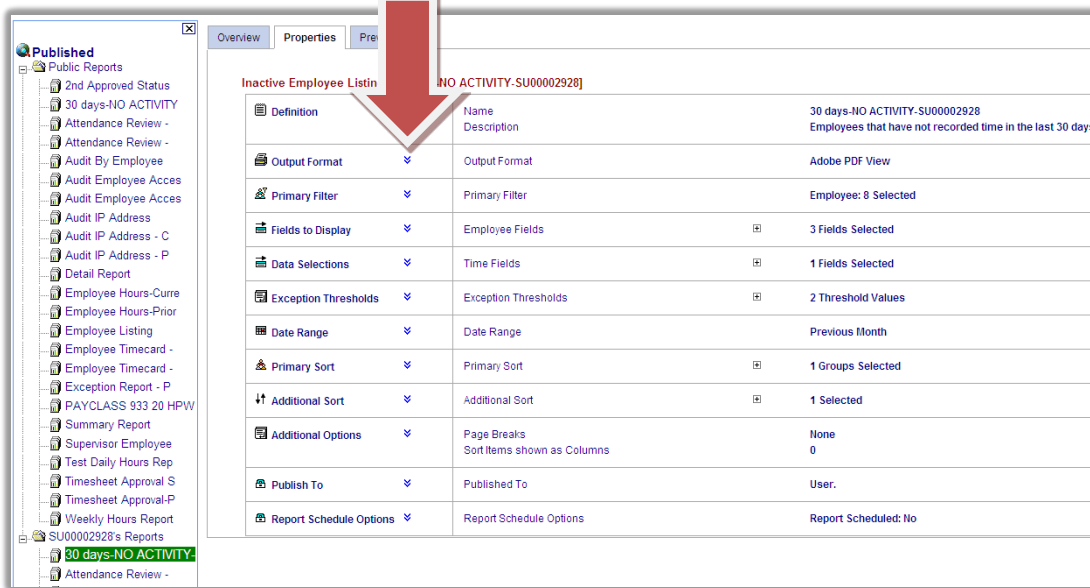 Published
Public Reports
2nd Approved Status
30 days-NO ACTIVITY
Attendance Review -
Attendance Review -
Audit By Employee
Audit Employee Acces
Audit Employee Acces
Audit IP Address
Audit IP Address - C
Audit IP Address - P
Detail Report
Employee Hours-Curre
Employee Hours-Prior
Employee Listing
Employee Timecard -
Employee Timecard -
Exception Report - P
PAYCLASS 933 20 HPW
Summary Report
Supervisor Employee
Test Daily Hours Rep
Timesheet Approval S
Timesheet Approval-P
Weekly Hours Report
SU00002928's Reports
30 days-NO ACTIVITY-
Attendance Review -
Overview Properties Pre
Inactive Employee Listin NO ACTIVITY-SU00002928]
Definition Name 30 days-NO ACTIVITY-SU00002928
Description Employees that have not recorded time in the last 30 days
Output Format Output Format Adobe PDF View
Primary Filter Primary Filter Employee: 8 Selected
Fields to Display Employee Fields 3 Fields Selected
Data Selections Time Fields 1 Fields Selected
Exception Thresholds Exception Thresholds 2 Threshold Values
Date Range Date Range Previous Month
Primary Sort Primary Sort 1 Groups Selected
Additional Sort Additional Sort 1 Selected
Additional Options Page Breaks None
Sort Items shown as Columns 0
Publish To Published To User.
Report Schedule Options Report Schedule Options Report Scheduled: No